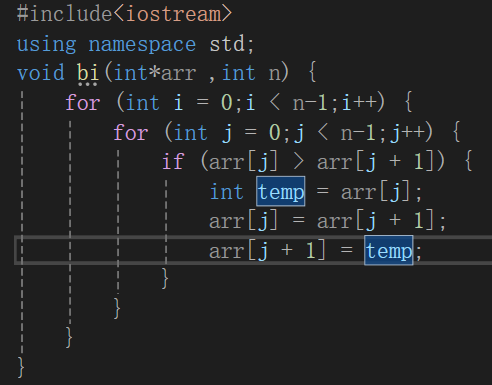 #include<iostream>
using namespace std;
void bi(int*arr ,int n) {
    for (int i = 0;i < n-1;i++) {
        for (int j = 0;j < n-1;j++) {
            if (arr[j] > arr[j + 1]) {
                int temp = arr[j];
                arr[j] = arr[j + 1];
                arr[j + 1] = temp;
            }
        }
    }
}